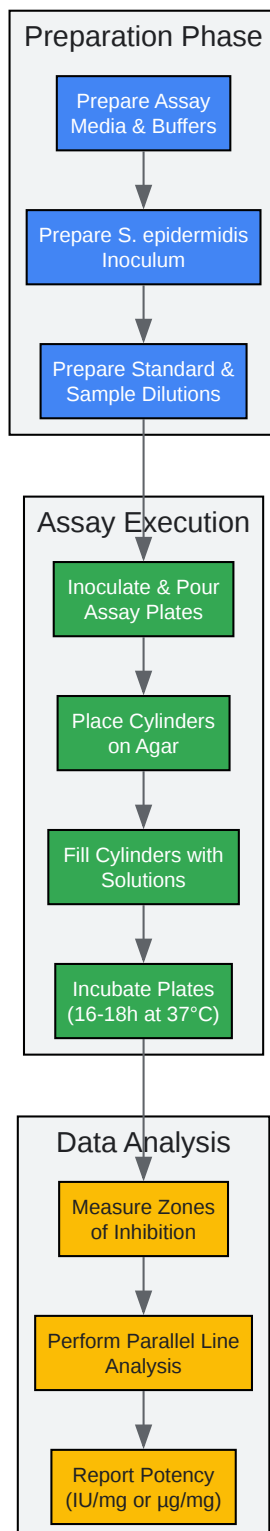 Preparation Phase
Prepare Assay
Media & Buffers
Prepare S. epidermidis
Inoculum
Prepare Standard &
Sample Dilutions
Assay Execution
Inoculate & Pour
Assay Plates
Place Cylinders
on Agar
Fill Cylinders with
Solutions
Incubate Plates
(16-18h at 37°C)
Data Analysis
Measure Zones
of Inhibition
Perform Parallel Line
Analysis
Report Potency
(IU/mg or µg/mg)